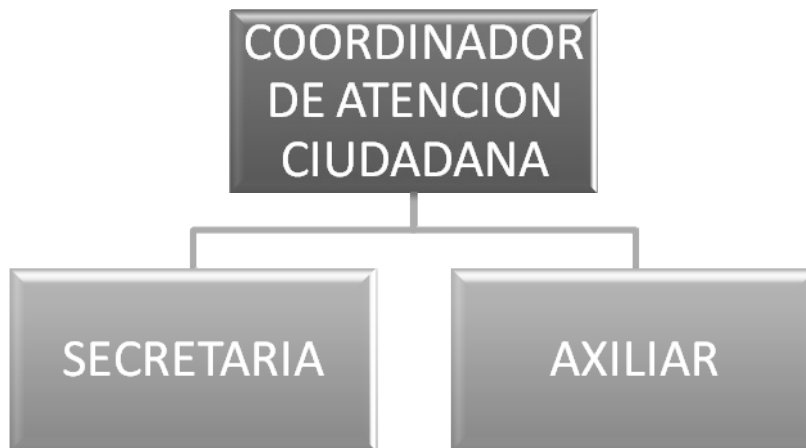 COORDINADOR
DE ATENCION
CIUDADANA
SECRETARIA
AXILIAR